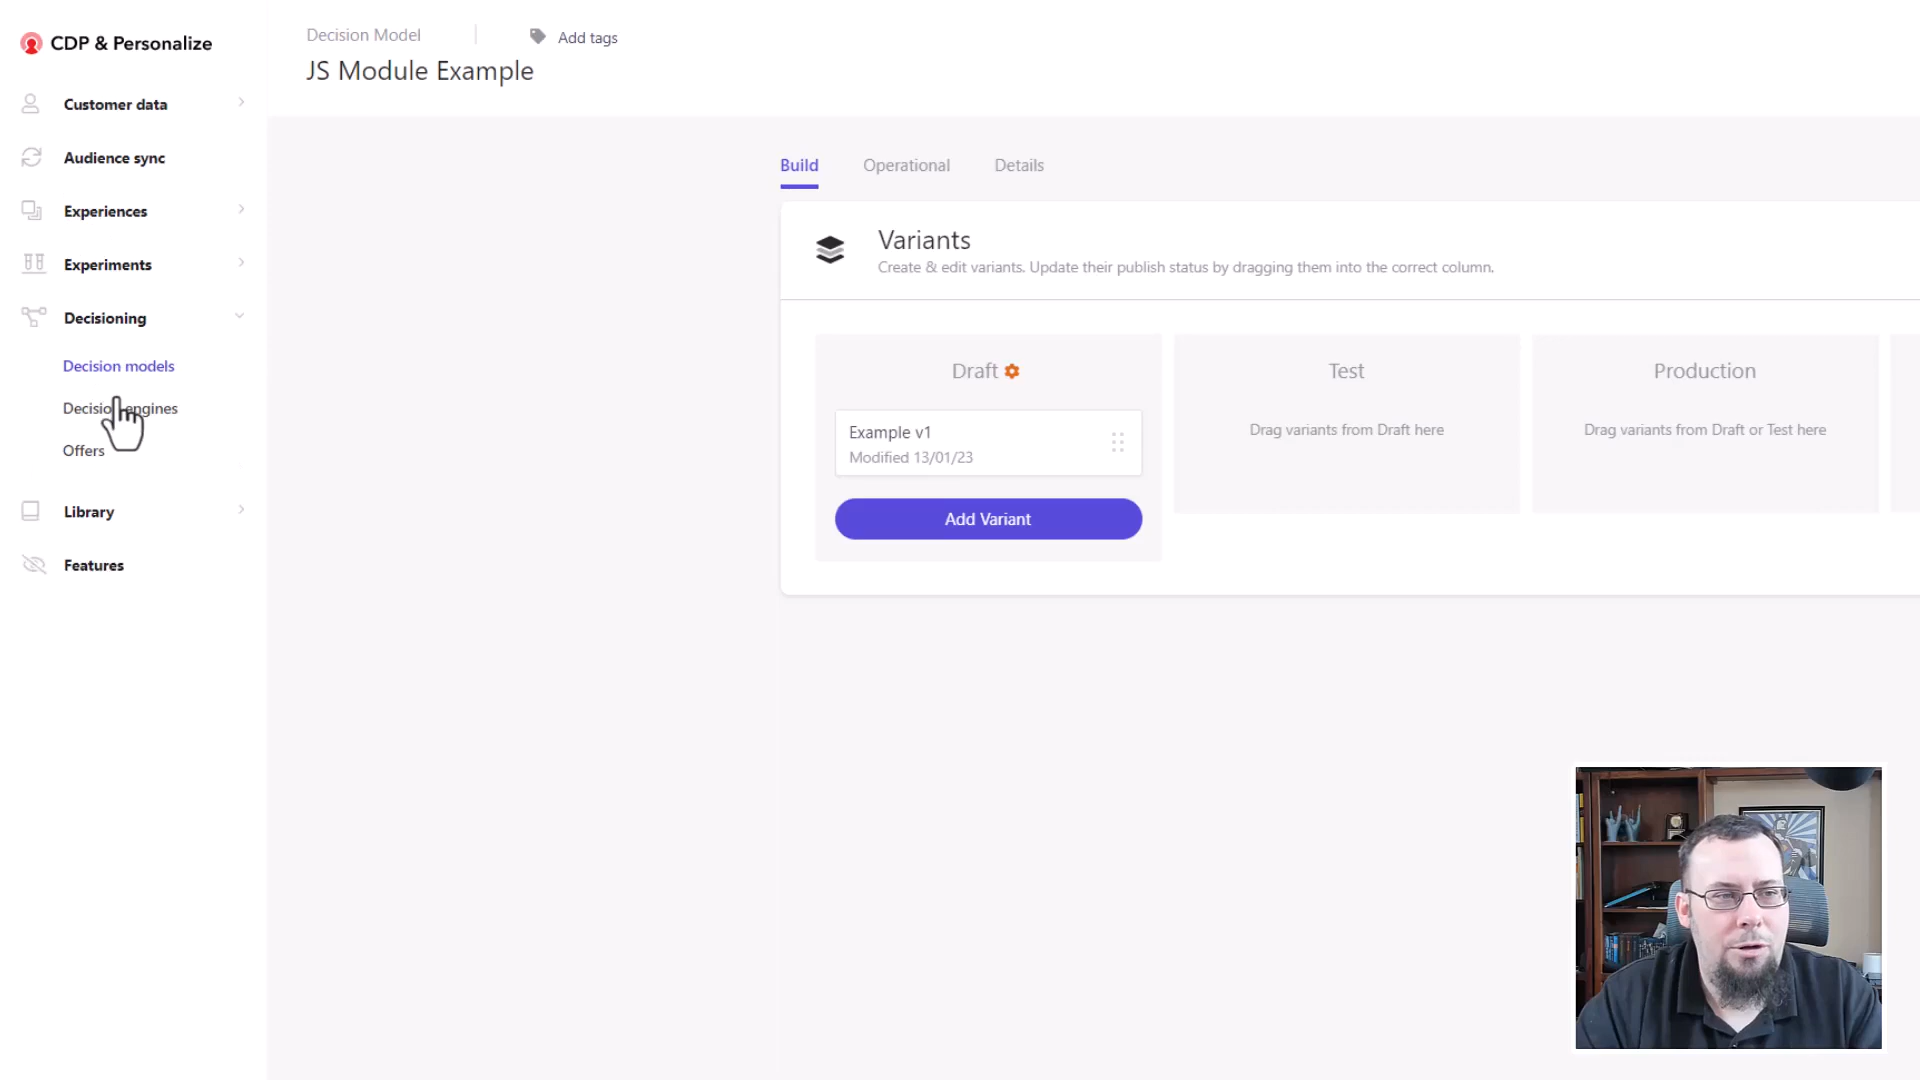 CDP & Personalize
Customer data
Audience sync
Experiences
Experiments
Decisioning
Decision models
Decision engines
Offers
Library
Features
Decision Model
Add tags
JS Module Example
Build
Operational
Details
Variants
Create & edit variants. Update their publish status by dragging them into the correct column.
Draft
Example v1
Modified 13/01/23
Add Variant
Test
Drag variants from Draft here
Production
Drag variants from Draft or Test here